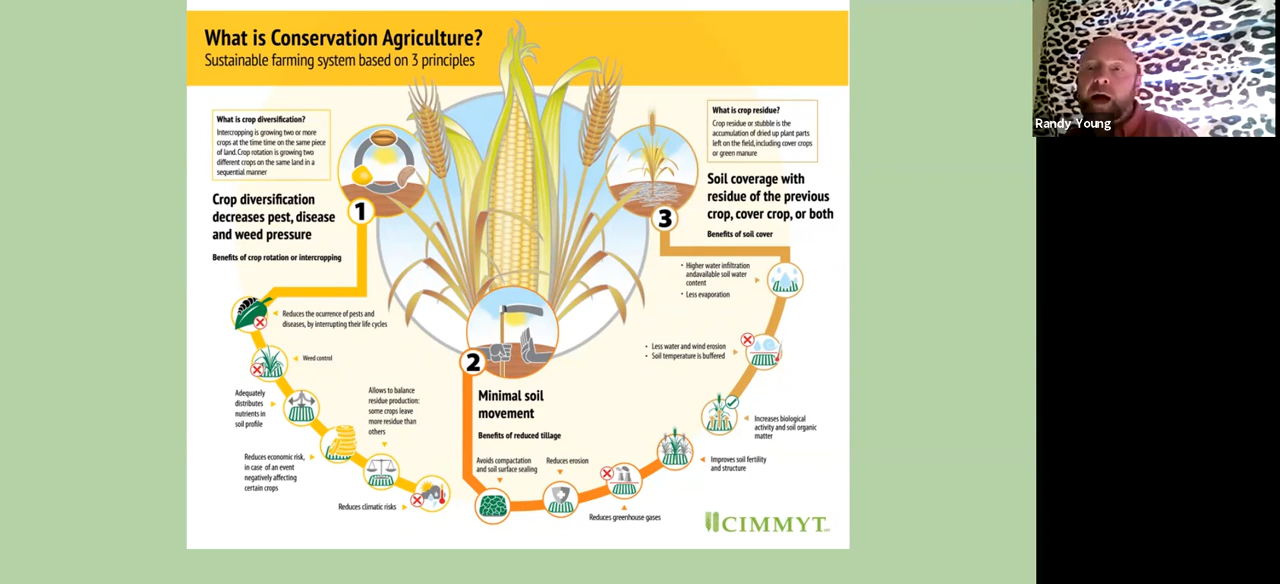 What is Conservation Agriculture?
Sustainable farming system based on 3 principles
What is crop diversification?
Intercropping is growing two or more
crops at the time time on the same piece
of land. Crop rotation is growing two
different crops on the same land in a
sequential manner
1
Crop diversification
decreases pest, disease
and weed pressure
Benefits of crop rotation or intercropping
Reduces the ocurrence of pests and
diseases, by interrupting their life cycles
Weed control
Adequately
distributes
nutrients in
soil profile
Allows to balance
residue production:
some crops leave
more residue than
others
Reduces economic risk,
in case of an event
negatively affecting
certain crops
Reduces climatic risks
2
Minimal soil
movement
Benefits of reduced tillage
Avoids compactation
and soil surface sealing
Reduces erosion
Reduces greenhouse gases
Improves soil fertility
and structure
What is crop residue?
Crop residue or stubble is the
accumulation of dried up plant parts
left on the field, including cover crops
or green manure
3
Soil coverage with
residue of the previous
crop, cover crop, or both
Benefits of soil cover
• Higher water infiltration
andavailable soil water
content
• Less evaporation
• Less water and wind erosion
• Soil temperature is buffered
Increases biological
activity and soil organic
matter
CIMMYT
Randy Young